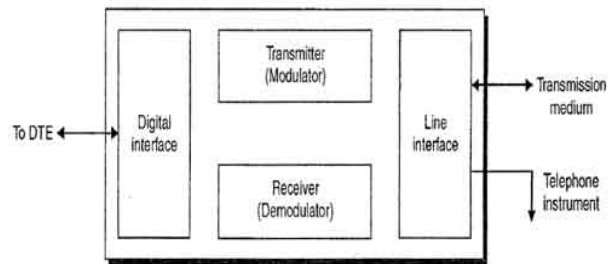 To DTE
Digital
interface
Transmitter
(Modulator)
Receiver
(Demodulator)
Line
interface
Transmission
medium
Telephone
instrument